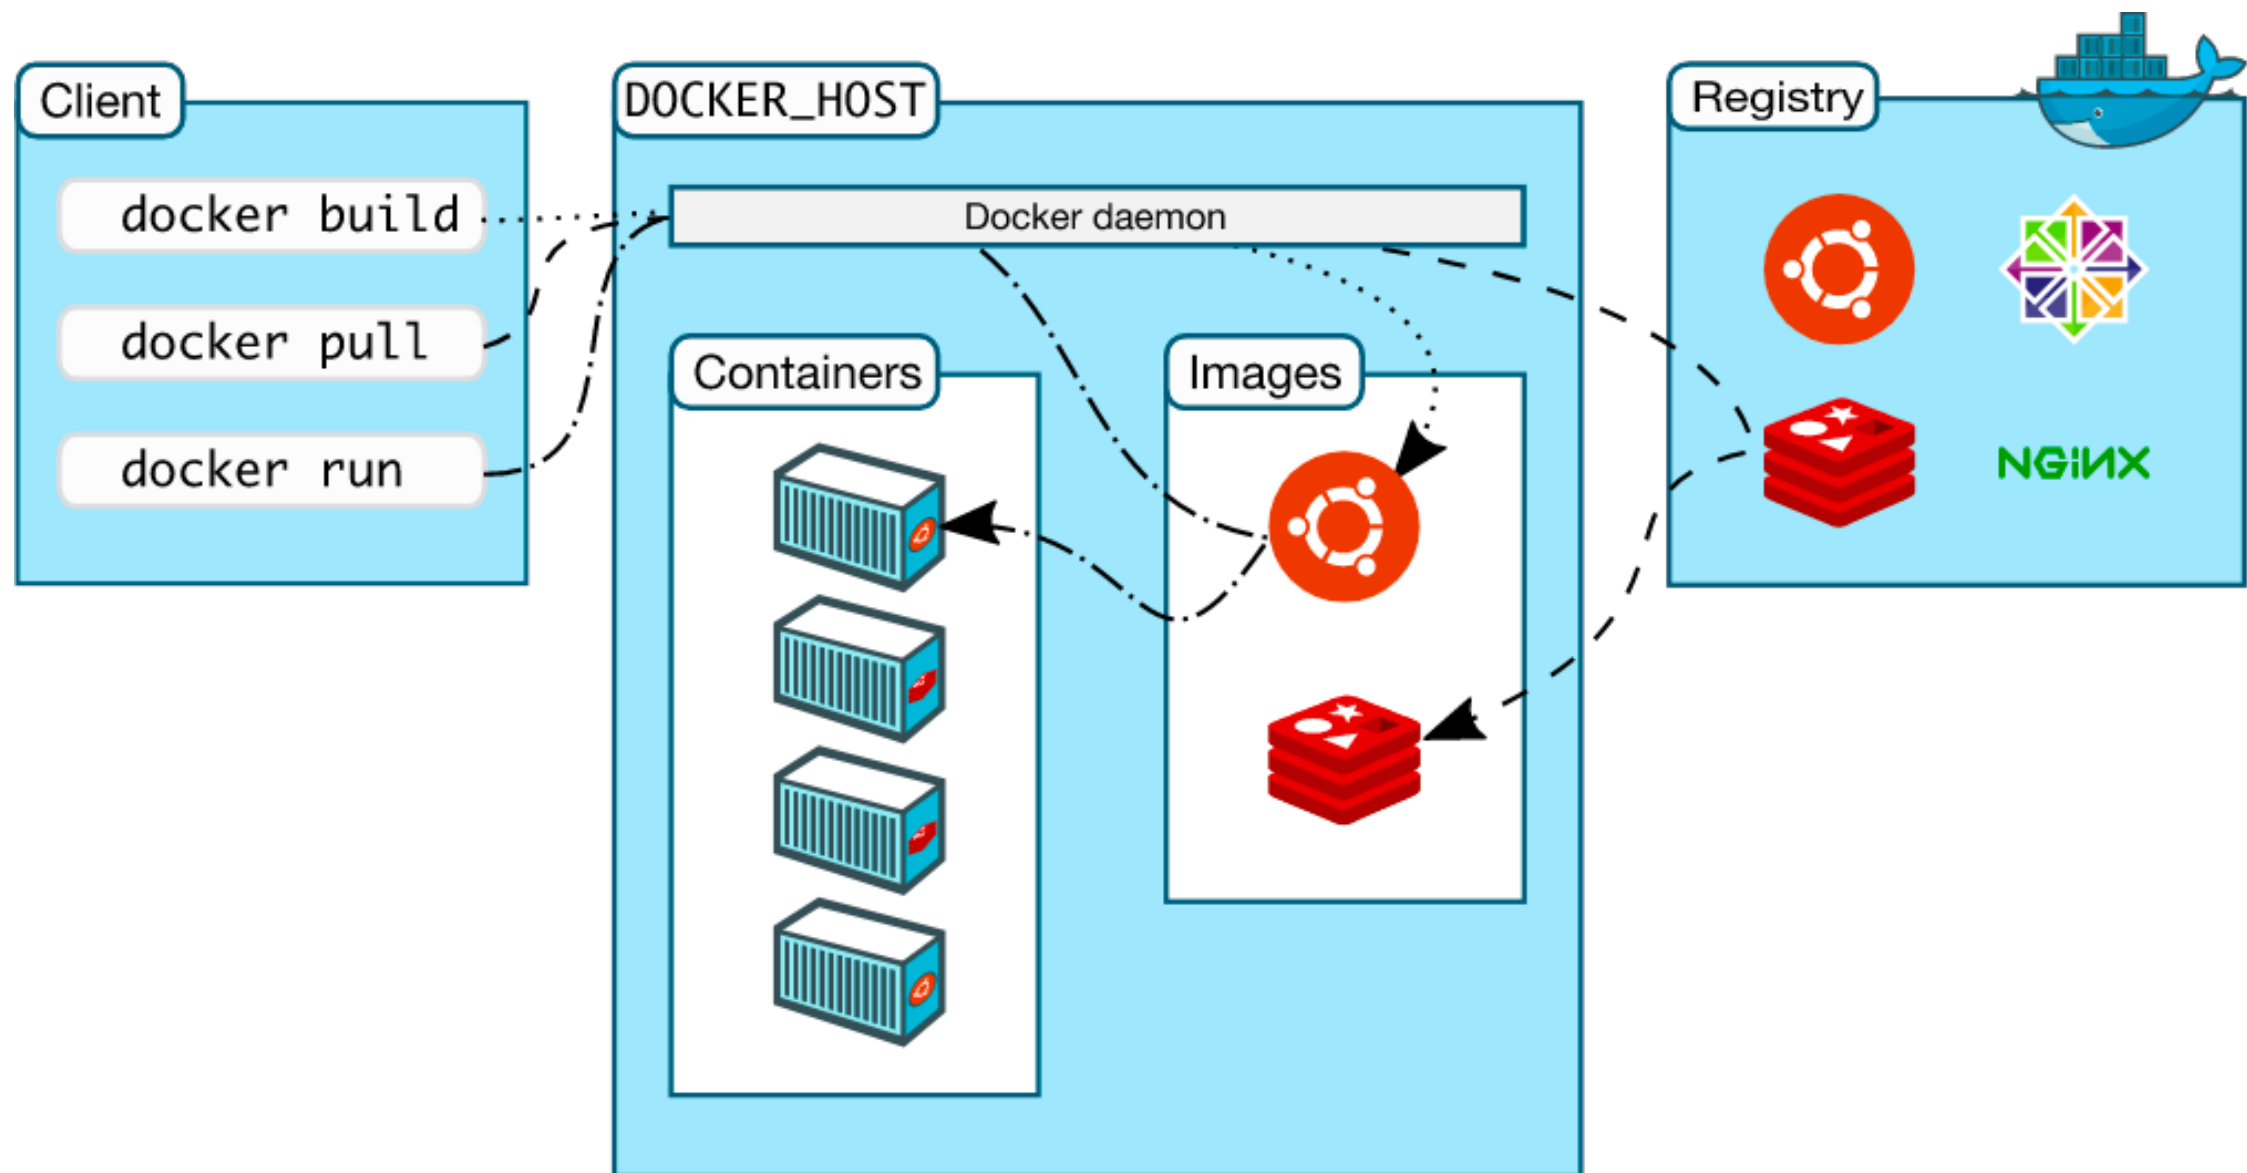 Client
docker build
docker pull
docker run
DOCKER_HOST
Docker daemon
Containers
Images
Registry
NGiNX